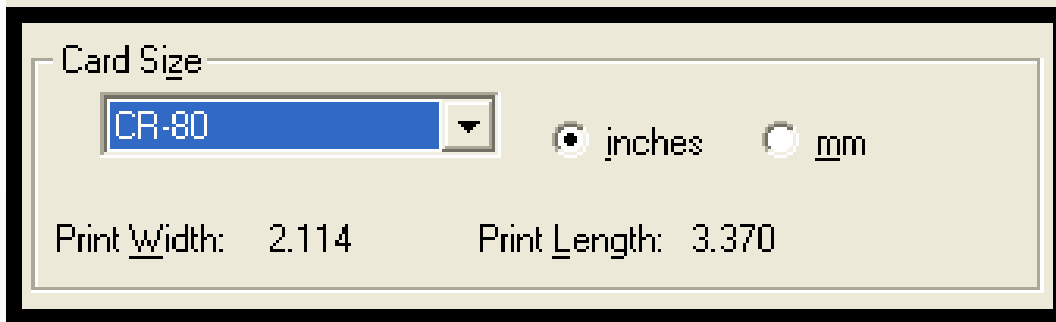 Card Size
CR-80 inches mm
Print Width: 2.114 Print Length: 3.370